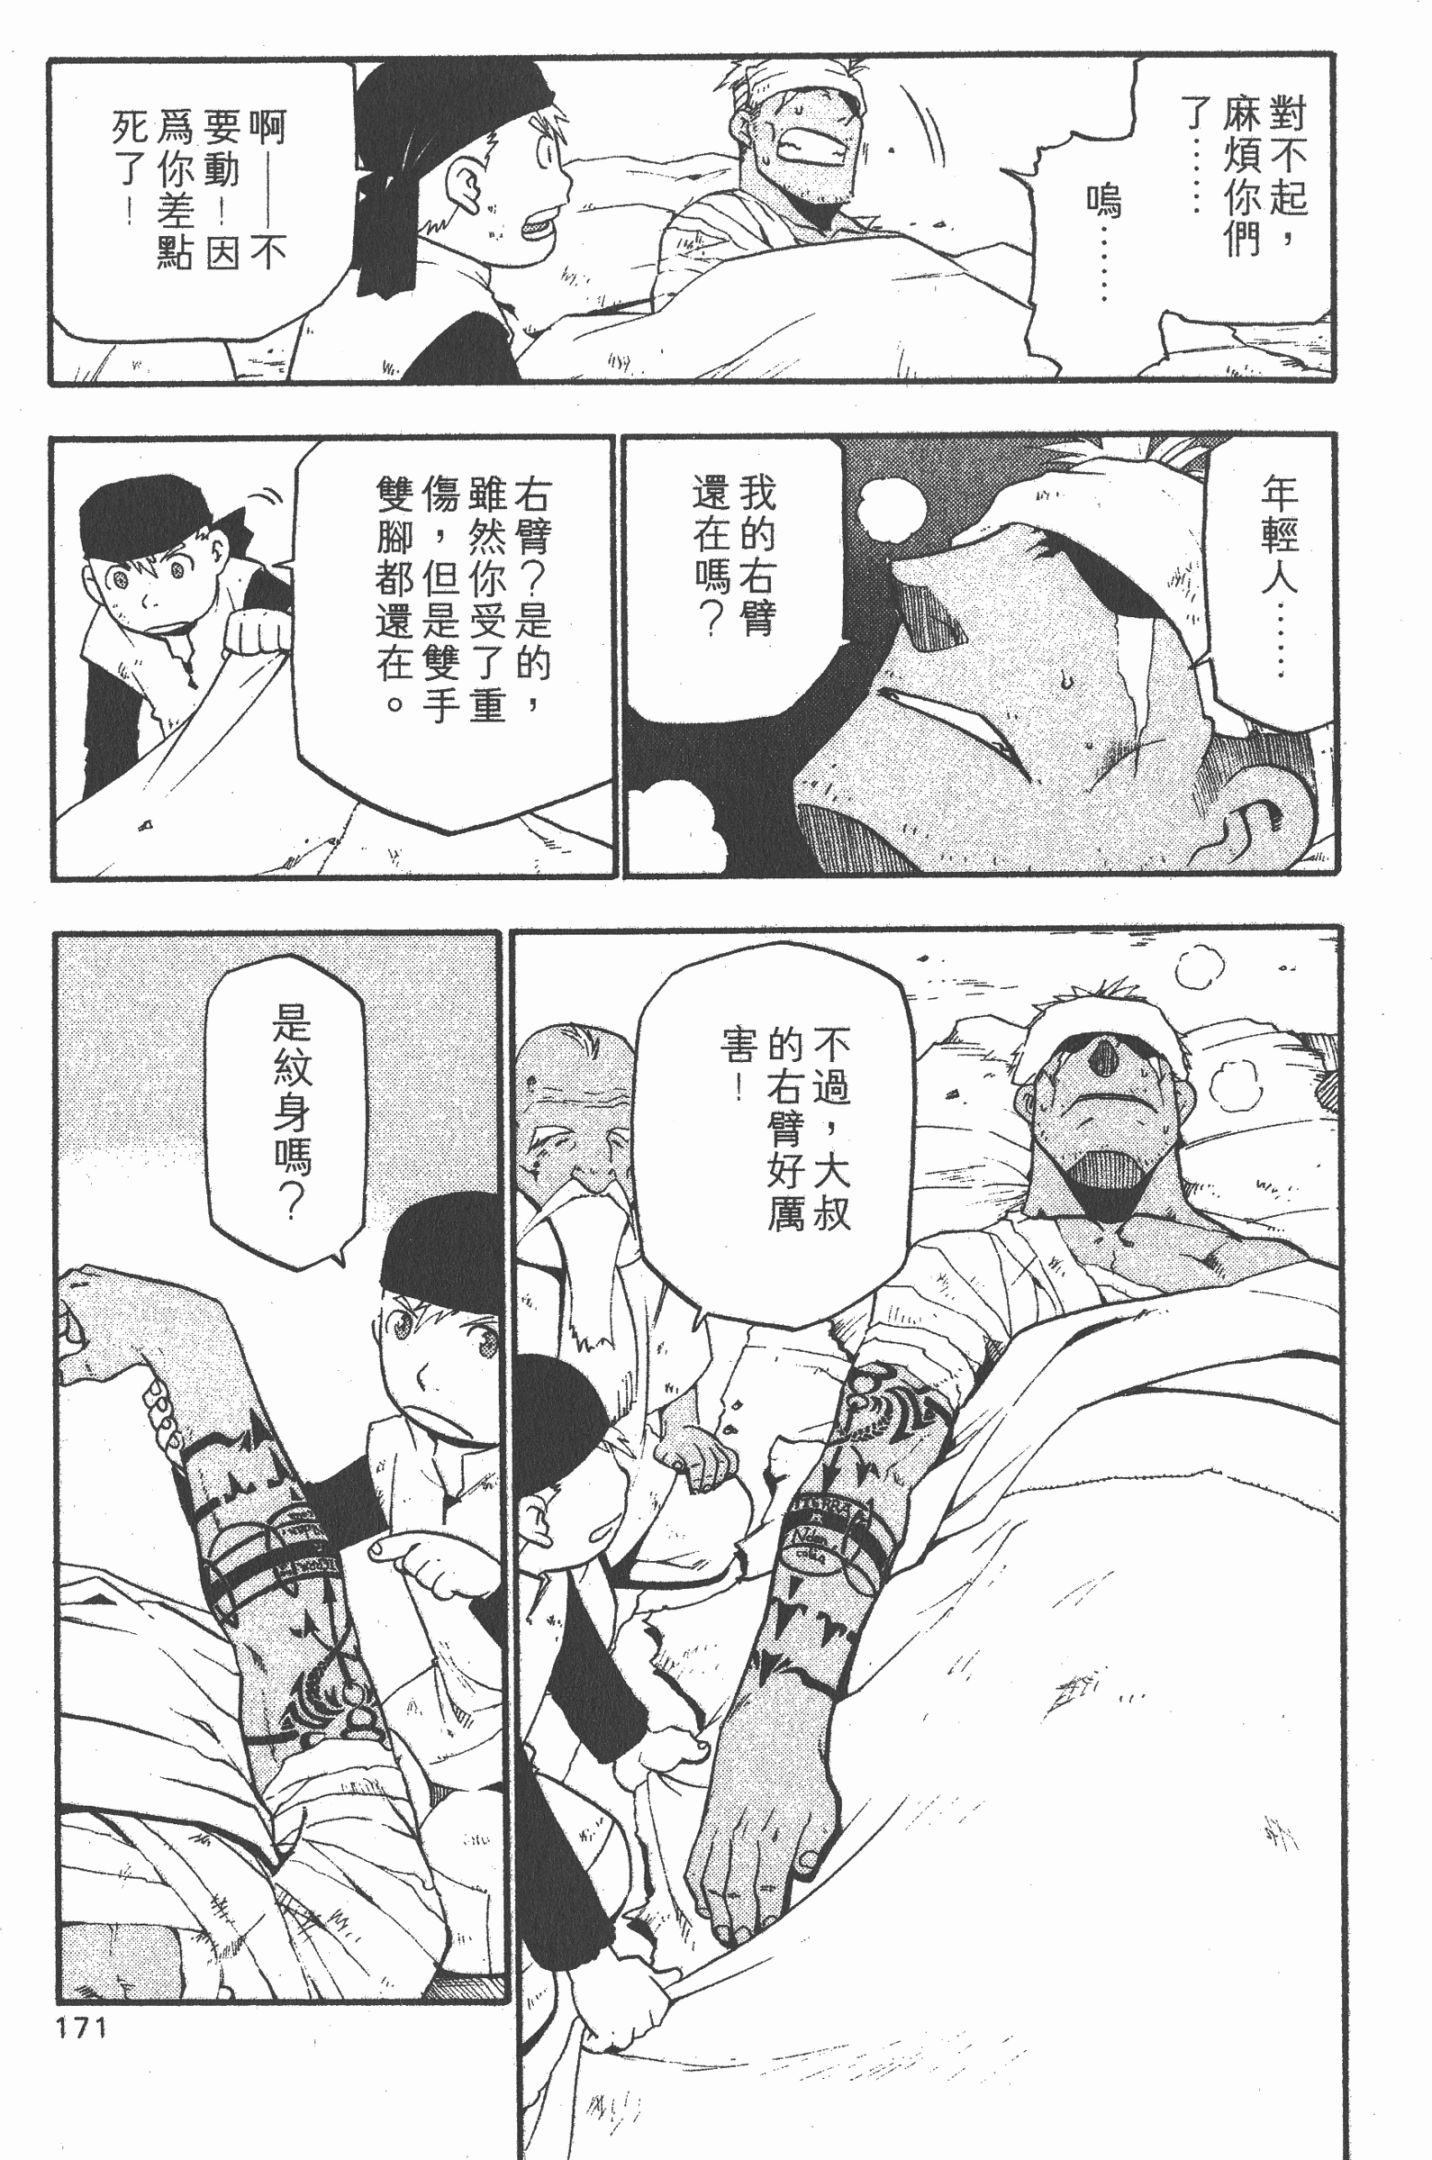 對不起，
麻煩你們
了……
嗚……
啊——不
要動！因
爲你差點
死了！
年輕人……
我的右臂
還在嗎？
右臂？是的，
雖然你受了重
傷，但是雙手
雙腳都還在。
不過，大叔
的右臂好厲
害！
是紋身嗎？
171